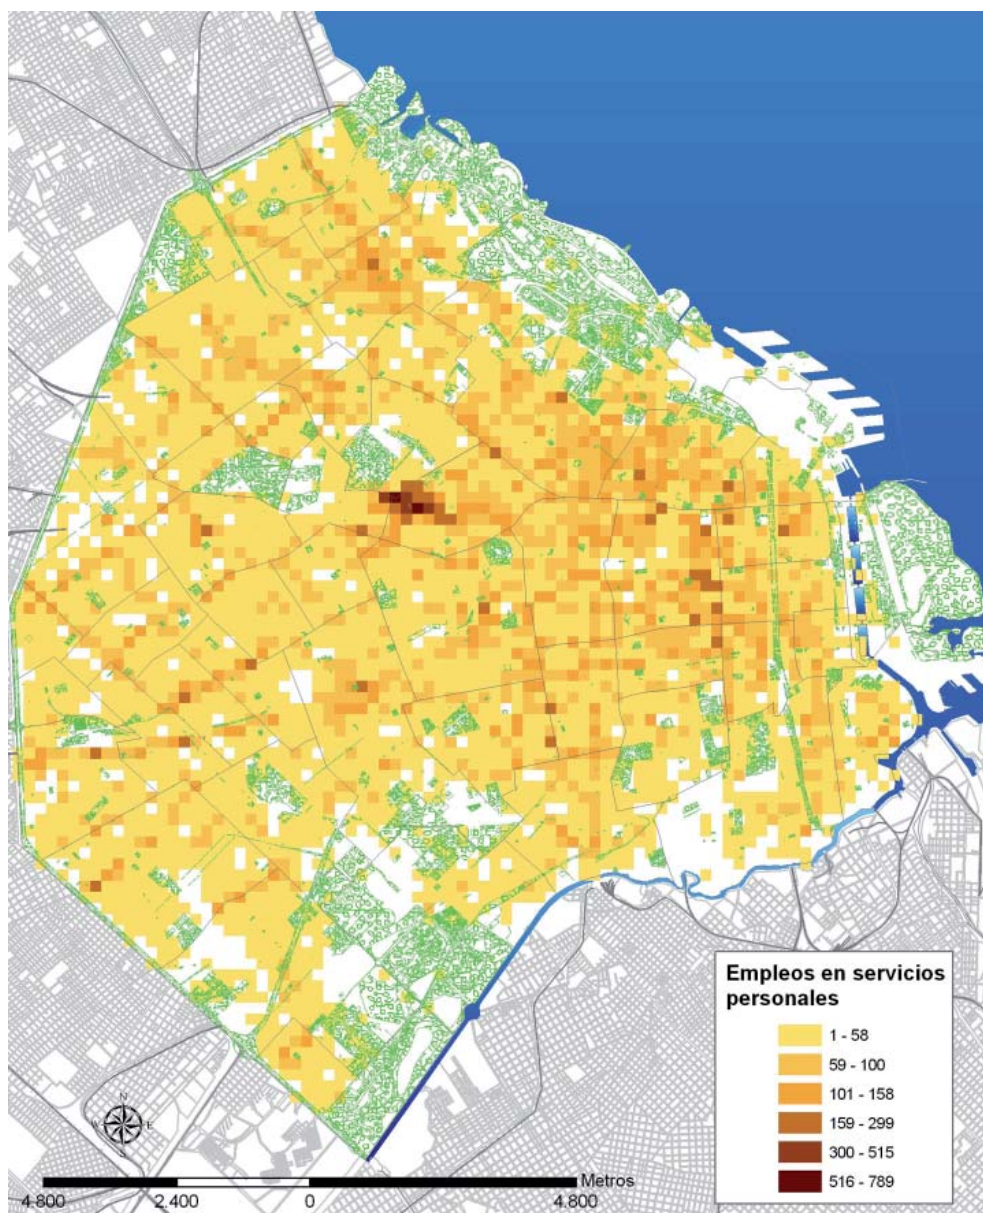 Empleos en servicios
personales
1 - 58
59 - 100
101 - 158
159 - 299
300 - 515
516 - 789
N
W E
S
Metros
4.800 2.400 0 4.800